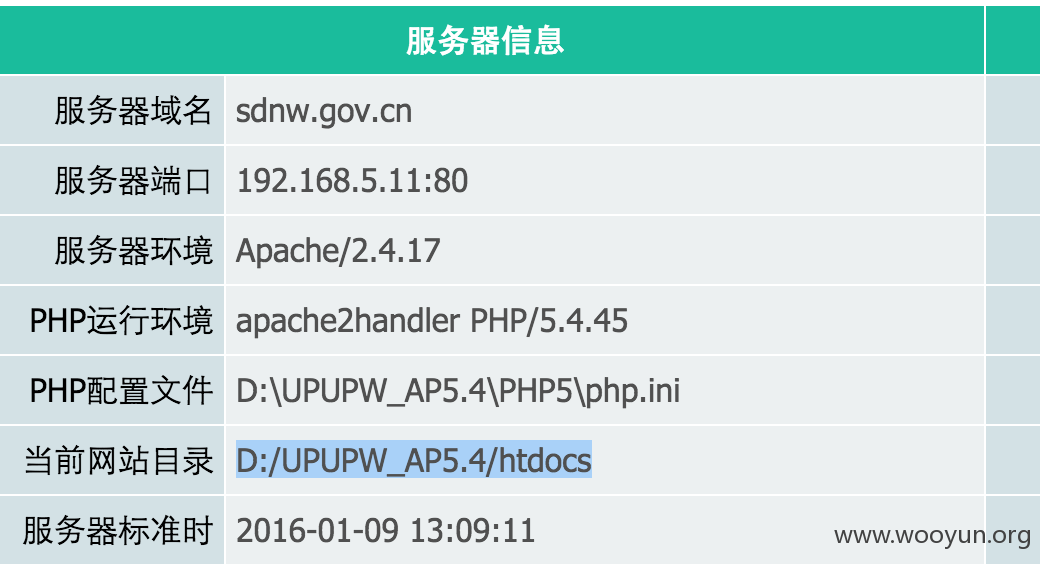 服务器信息
服务器域名 sdnw.gov.cn
服务器端口 192.168.5.11:80
服务器环境 Apache/2.4.17
PHP运行环境 apache2handler PHP/5.4.45
PHP配置文件 D:\UPUPW_AP5.4\PHP5\php.ini
当前网站目录 D:/UPUPW_AP5.4/htdocs
服务器标准时 2016-01-09 13:09:11
www.wooyun.org